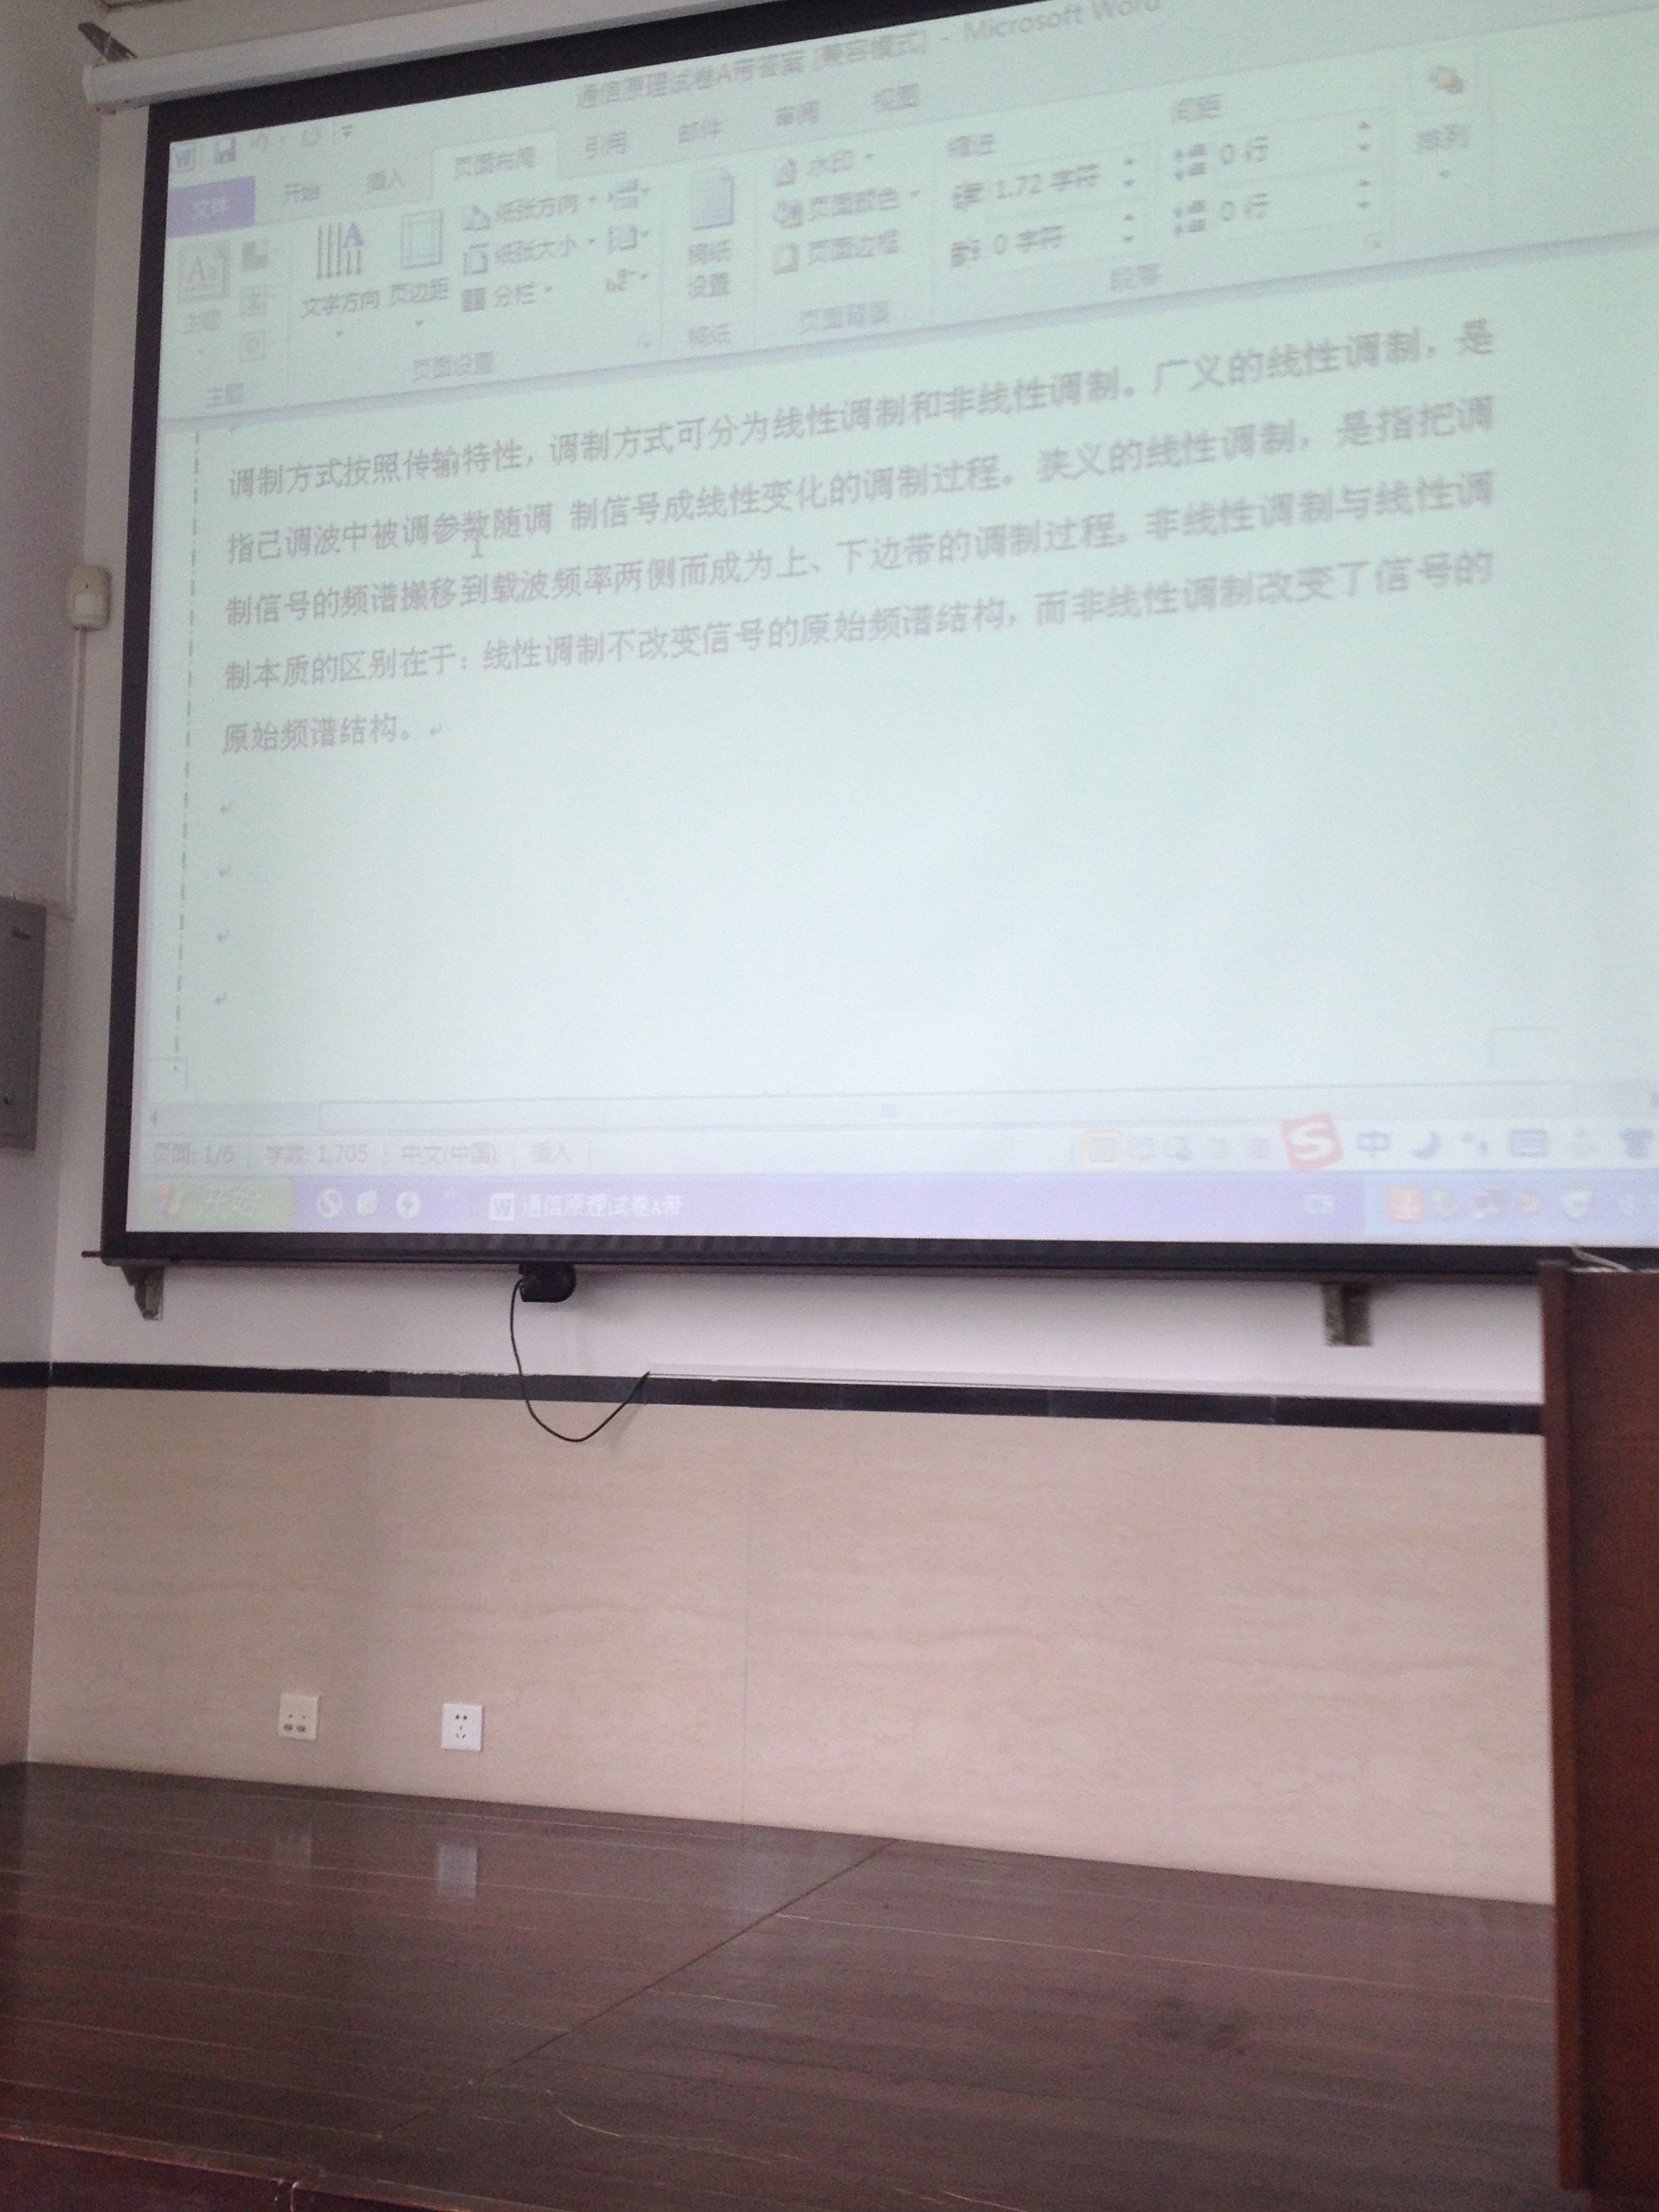 通信原理试卷A带答案 [兼容模式] - Microsoft Word
文件 开始 插入 页面布局 引用 邮件 审阅 视图
主题
文字方向
页边距
纸张方向
纸张大小
分栏
页面设置
稿纸
设置
稿纸
水印
页面颜色
页面边框
页面背景
缩进
1.72 字符
0 字符
间距
0 行
0 行
段落
排列
主题
调制方式按照传输特性，调制方式可分为线性调制和非线性调制。广义的线性调制，是
指已调波中被调参数随调 制信号成线性变化的调制过程。狭义的线性调制，是指把调
制信号的频谱搬移到载波频率两侧而成为上、下边带的调制过程。非线性调制与线性调
制本质的区别在于：线性调制不改变信号的原始频谱结构，而非线性调制改变了信号的
原始频谱结构。
页面: 1/6 字数: 1,705 中文(中国) 插入
中
开始 通信原理试卷A带